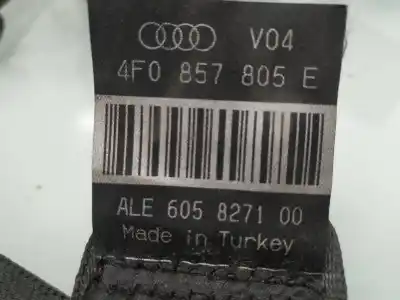 V04
4F0 857 805 E
ALE 605 8271 00
Made in Turkey